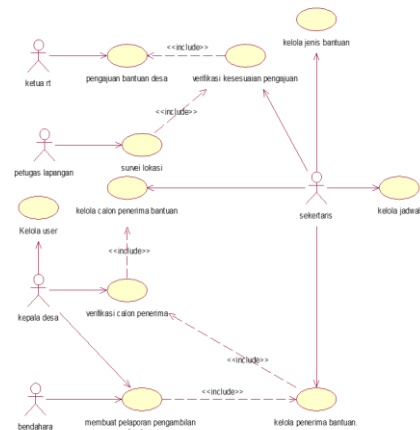 kelola jenis bantuan
<<include>>
ketua rt
pengajuan bantuan desa
verifikasi kesesuaian pengajuan
<<include>>
petugas lapangan
survei lokasi
kelola calon penerima bantuan
sekertaris
kelola jadwal
Kelola user
<<include>>
kepala desa
verifikasi calon penerima
<<include>>
<<include>>
bendahara
membuat pelaporan pengambilan
kelola penerima bantuan